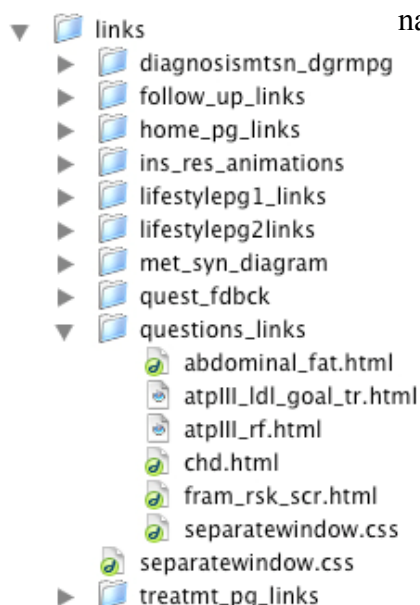 na
links
diagnosismtsn_dgrmpg
follow_up_links
home_pg_links
ins_res_animations
lifestylepg1_links
lifestylepg2links
met_syn_diagram
quest_fdbck
questions_links
abdominal_fat.html
atpIII_ldl_goal_tr.html
atpIII_rf.html
chd.html
fram_rsk_scr.html
separatewindow.css
separatewindow.css
treatmt_pg_links